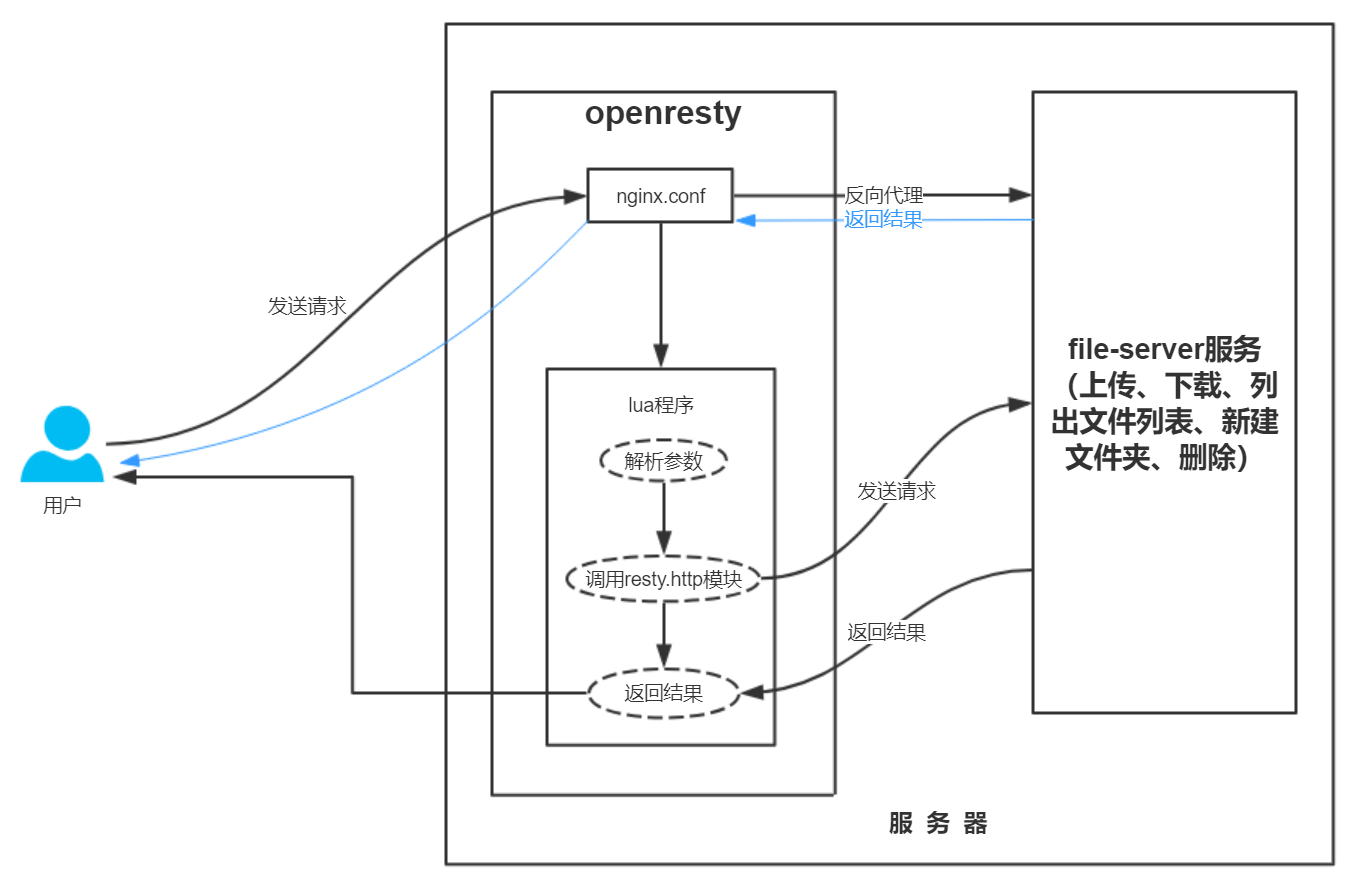 openresty
nginx.conf
反向代理
返回结果
发送请求
file-server服务
（上传、下载、列
出文件列表、新建
文件夹、删除）
lua程序
解析参数
发送请求
用户
调用resty.http模块
返回结果
返回结果
服 务 器